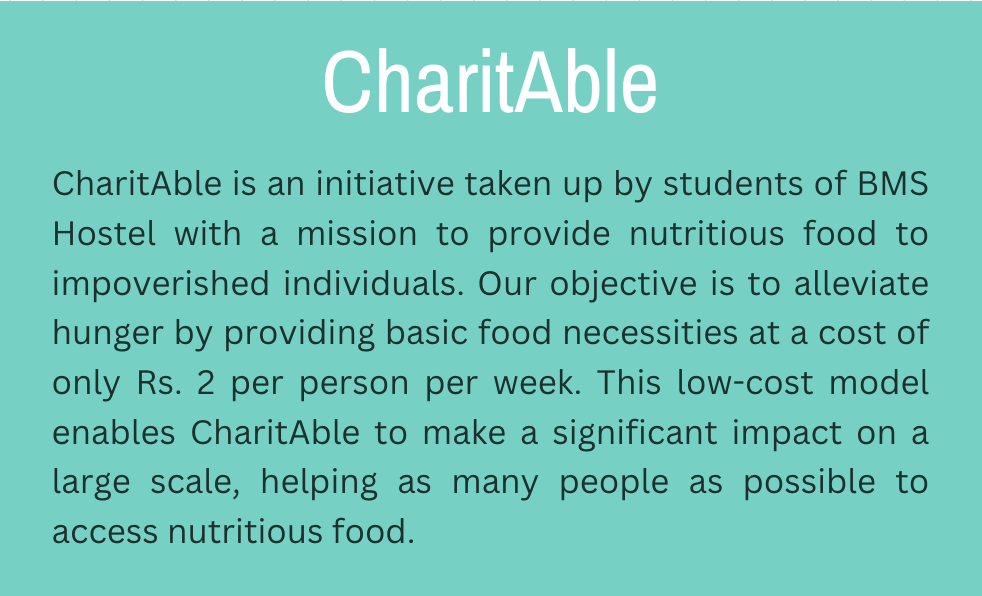 CharitAble
CharitAble is an initiative taken up by students of BMS
Hostel with a mission to provide nutritious food to
impoverished individuals. Our objective is to alleviate
hunger by providing basic food necessities at a cost of
only Rs. 2 per person per week. This low-cost model
enables CharitAble to make a significant impact on a
large scale, helping as many people as possible to
access nutritious food.